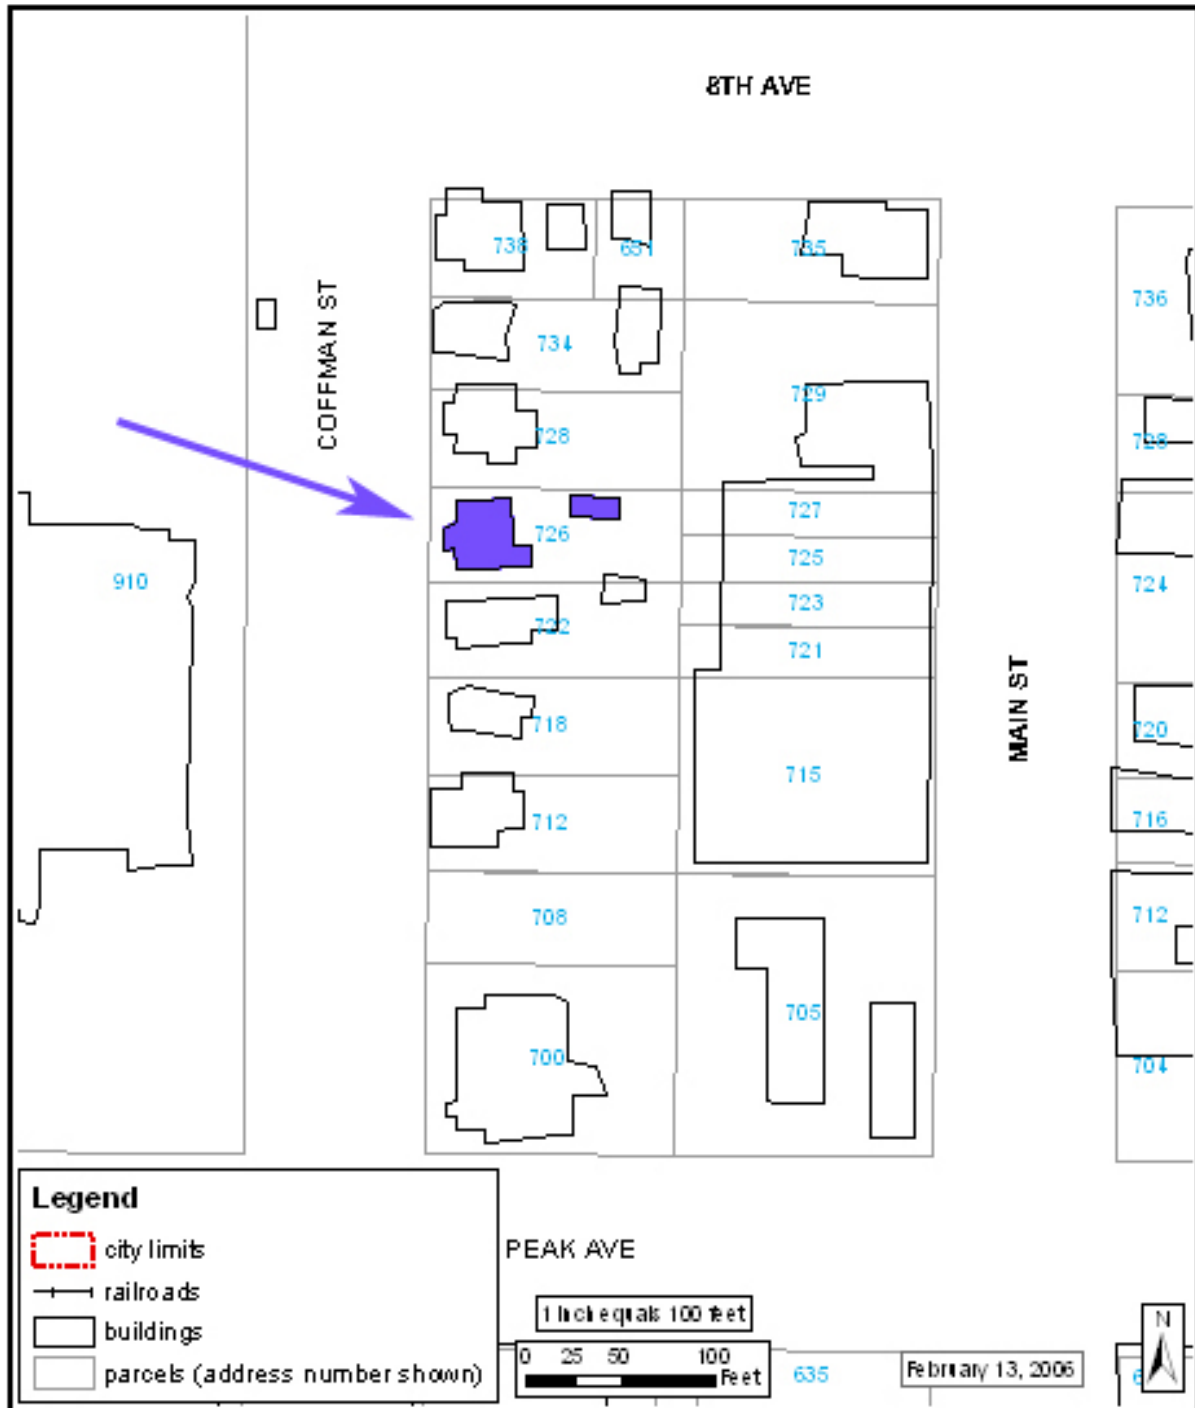 8TH AVE
738
651
735
736
COFFMAN ST
734
729
728
728
726
727
725
910
723
724
722
721
MAIN ST
718
720
715
712
716
708
712
705
700
704
Legend
city limits
railroads
buildings
parcels (address number shown)
PEAK AVE
1 Inch equals 100 feet
0 25 50 100
Feet
635
February 13, 2006
N